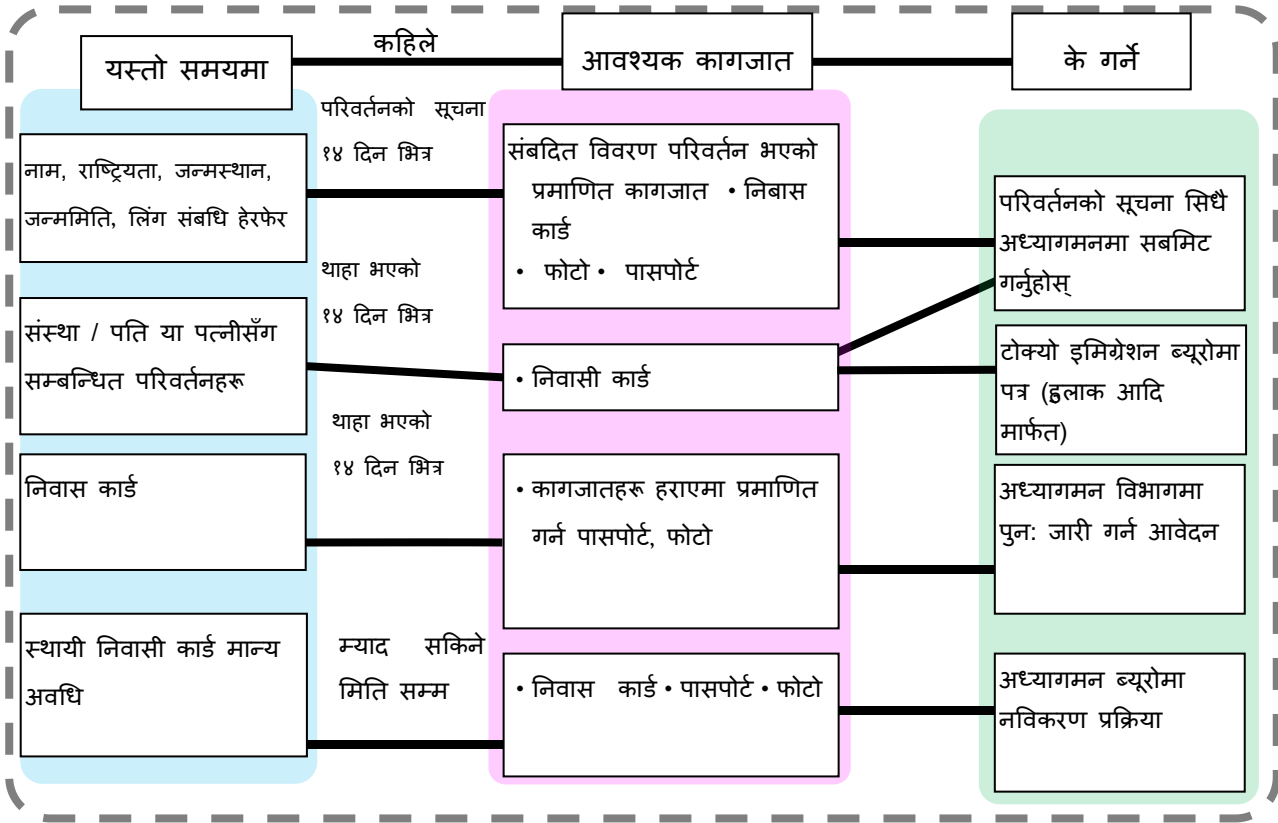 यस्तो समयमा
कहिले
आवश्यक कागजात
के गर्ने
नाम, राष्ट्रियता, जन्मस्थान,
जन्ममिति, लिंग संबधि हेरफेर
परिवर्तनको सूचना
१४ दिन भित्र
संबदित विवरण परिवर्तन भएको
प्रमाणित कागजात • निबास
कार्ड
• फोटो • पासपोर्ट
परिवर्तनको सूचना सिधै
अध्यागमनमा सबमिट
गर्नुहोस्
संस्था / पति या पत्नीसँग
सम्बन्धित परिवर्तनहरू
थाहा भएको
१४ दिन भित्र
• निवासी कार्ड
टोक्यो इमिग्रेशन ब्यूरोमा
पत्र (हुलाक आदि
मार्फत)
निवास कार्ड
थाहा भएको
१४ दिन भित्र
• कागजातहरू हराएमा प्रमाणित
गर्न पासपोर्ट, फोटो
अध्यागमन विभागमा
पुन: जारी गर्न आवेदन
स्थायी निवासी कार्ड मान्य
अवधि
म्याद सकिने
मिति सम्म
• निवास कार्ड • पासपोर्ट • फोटो
अध्यागमन ब्यूरोमा
नविकरण प्रक्रिया